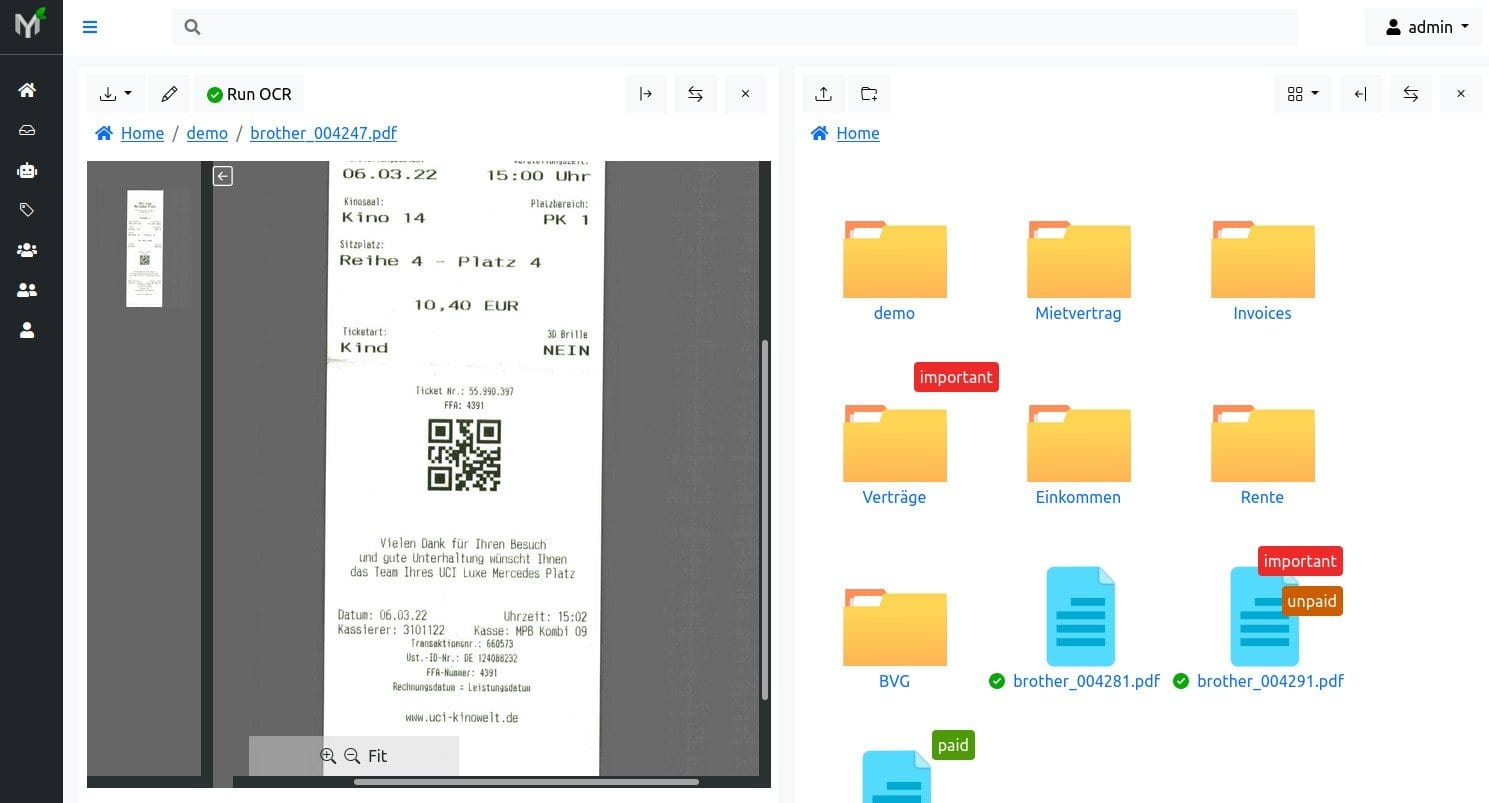 admin
Run OCR
Home / demo / brother_004247.pdf
06.03.22 15:00 Uhr
Kinosaal: Platzbereich:
Kino 14 PK 1
Sitzplatz:
Reihe 4 - Platz 4
10,40 EUR
Ticketart: 3D Brille
Kind NEIN
Ticket Nr.: 55.990.397
FFA: 4391
Vielen Dank für Ihren Besuch
und gute Unterhaltung wünscht Ihnen
das Team Ihres UCI Luxe Mercedes Platz
Datum: 06.03.22 Uhrzeit: 15:02
Kassierer: 3101122 Kasse: MPB Kombi 09
Transaktionsnr.: 660573
Ust.-ID-Nr.: DE 124088232
FFA-Nummer: 4391
Rechnungsdatum = Leistungsdatum
www.uci-kinowelt.de
Fit
Home
demo Mietvertrag Invoices
important
Verträge Einkommen Rente
important
unpaid
BVG brother_004281.pdf brother_004291.pdf
paid